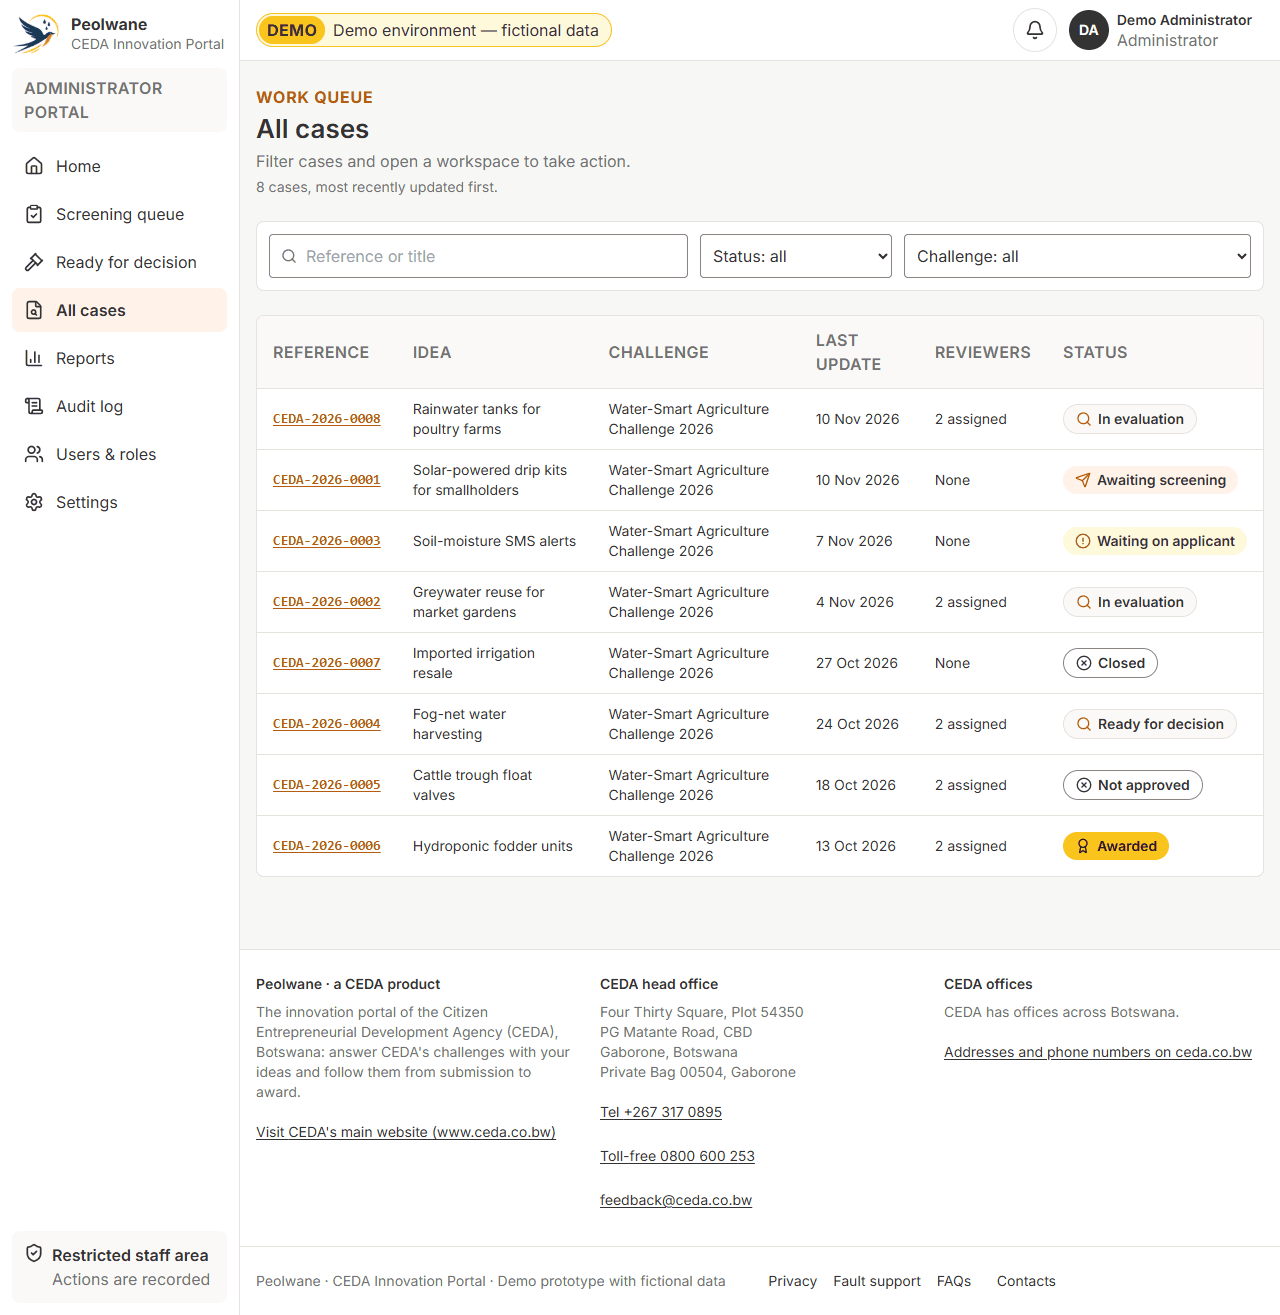 Peolwane
CEDA Innovation Portal
ADMINISTRATOR
PORTAL
Home
Screening queue
Ready for decision
All cases
Reports
Audit log
Users & roles
Settings
Restricted staff area
Actions are recorded
DEMO Demo environment — fictional data
DA
Demo Administrator
Administrator
WORK QUEUE
All cases
Filter cases and open a workspace to take action.
8 cases, most recently updated first.
Reference or title
Status: all
Challenge: all
REFERENCE IDEA CHALLENGE LAST UPDATE REVIEWERS STATUS
CEDA-2026-0008 Rainwater tanks for poultry farms Water-Smart Agriculture Challenge 2026 10 Nov 2026 2 assigned In evaluation
CEDA-2026-0001 Solar-powered drip kits for smallholders Water-Smart Agriculture Challenge 2026 10 Nov 2026 None Awaiting screening
CEDA-2026-0003 Soil-moisture SMS alerts Water-Smart Agriculture Challenge 2026 7 Nov 2026 None Waiting on applicant
CEDA-2026-0002 Greywater reuse for market gardens Water-Smart Agriculture Challenge 2026 4 Nov 2026 2 assigned In evaluation
CEDA-2026-0007 Imported irrigation resale Water-Smart Agriculture Challenge 2026 27 Oct 2026 None Closed
CEDA-2026-0004 Fog-net water harvesting Water-Smart Agriculture Challenge 2026 24 Oct 2026 2 assigned Ready for decision
CEDA-2026-0005 Cattle trough float valves Water-Smart Agriculture Challenge 2026 18 Oct 2026 2 assigned Not approved
CEDA-2026-0006 Hydroponic fodder units Water-Smart Agriculture Challenge 2026 13 Oct 2026 2 assigned Awarded
Peolwane · a CEDA product
The innovation portal of the Citizen
Entrepreneurial Development Agency (CEDA),
Botswana: answer CEDA's challenges with your
ideas and follow them from submission to
award.
Visit CEDA's main website (www.ceda.co.bw)
CEDA head office
Four Thirty Square, Plot 54350
PG Matante Road, CBD
Gaborone, Botswana
Private Bag 00504, Gaborone
Tel +267 317 0895
Toll-free 0800 600 253
feedback@ceda.co.bw
CEDA offices
CEDA has offices across Botswana.
Addresses and phone numbers on ceda.co.bw
Peolwane · CEDA Innovation Portal · Demo prototype with fictional data
Privacy Fault support FAQs Contacts